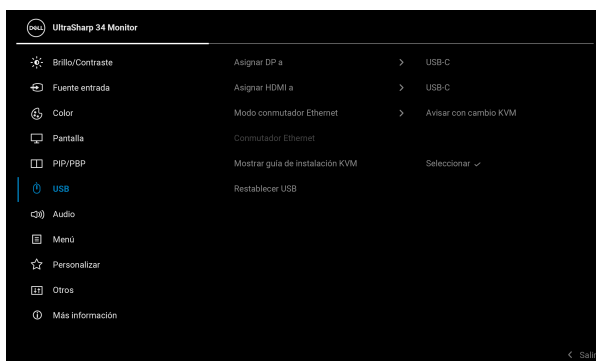 DELL UltraSharp 34 Monitor
Brillo/Contraste Asignar DP a > USB-C
Fuente entrada Asignar HDMI a > USB-C
Color Modo conmutador Ethernet > Avisar con cambio KVM
Pantalla Conmutador Ethernet
PIP/PBP Mostrar guía de instalación KVM Seleccionar ✓
USB Restablecer USB
Audio
Menú
Personalizar
Otros
Más información
< Salir